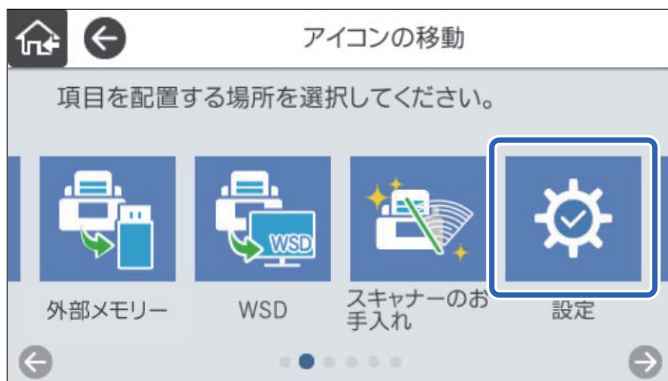 アイコンの移動
項目を配置する場所を選択してください。
WSD
外部メモリー
WSD
スキャナーのお
手入れ
設定